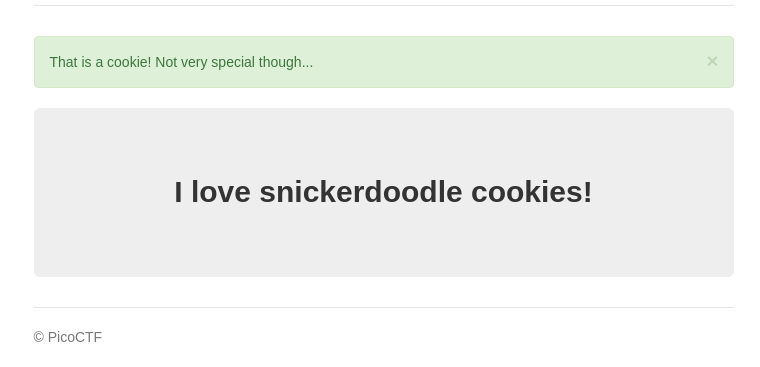 That is a cookie! Not very special though...
×
I love snickerdoodle cookies!
© PicoCTF